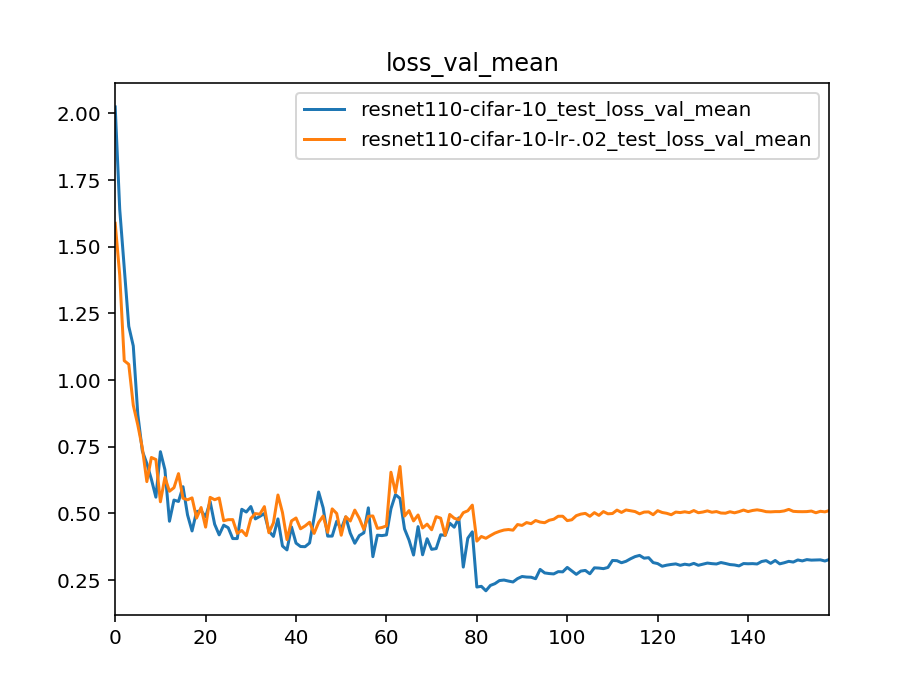 loss_val_mean
resnet110-cifar-10_test_loss_val_mean
resnet110-cifar-10-lr-.02_test_loss_val_mean
2.00
1.75
1.50
1.25
1.00
0.75
0.50
0.25
0 20 40 60 80 100 120 140